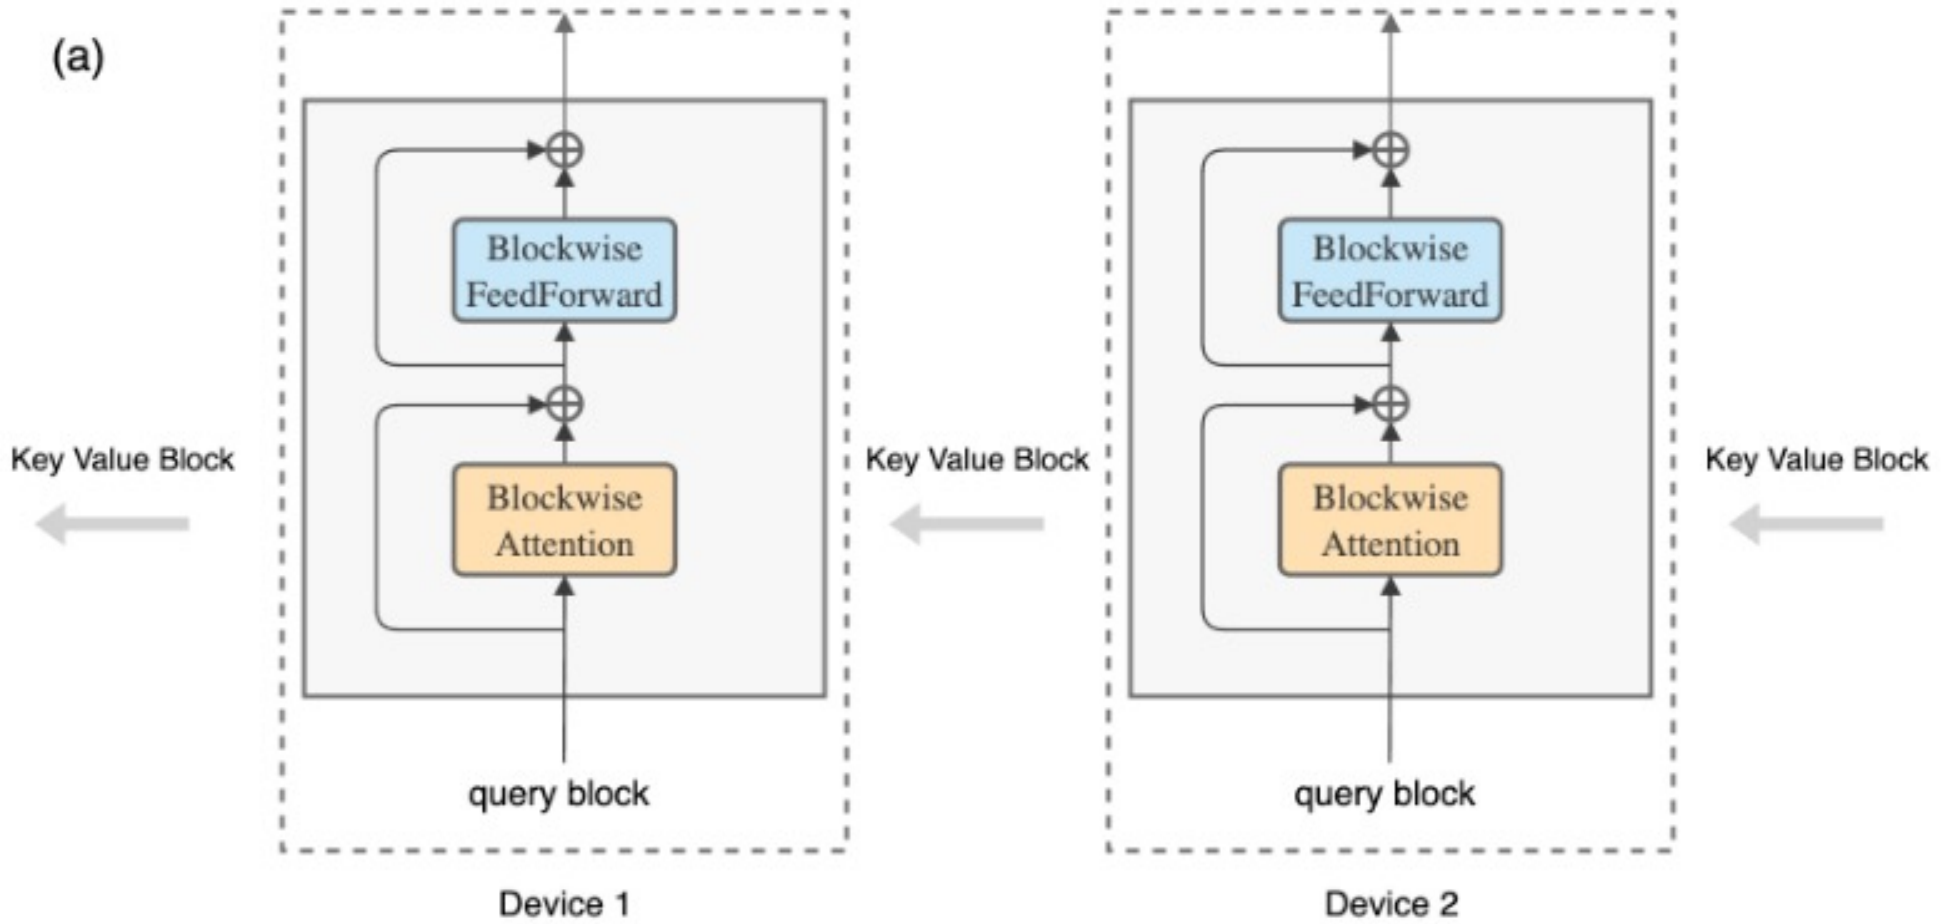 (a)
Blockwise
FeedForward
Blockwise
FeedForward
Key Value Block
Key Value Block
Key Value Block
Blockwise
Attention
Blockwise
Attention
query block
query block
Device 1
Device 2